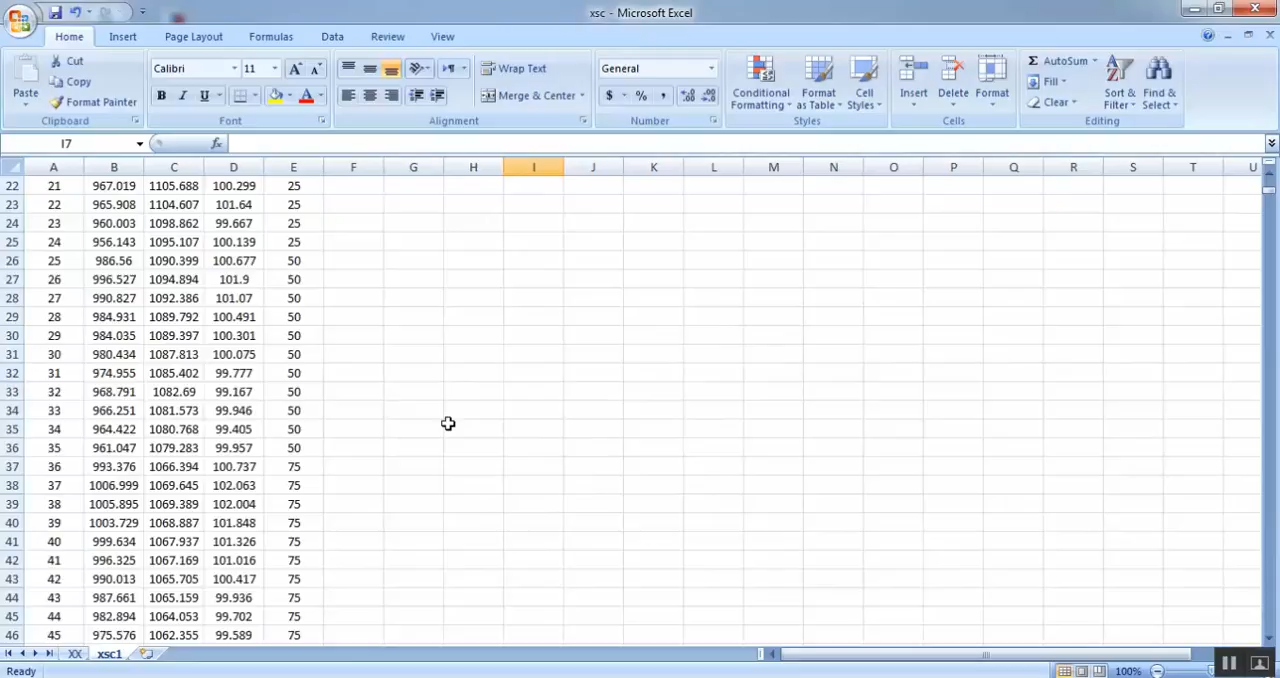 xsc - Microsoft Excel
Home Insert Page Layout Formulas Data Review View
Cut
Copy
Paste
Format Painter
Clipboard
Calibri 11 A A
B I U A
Font
Wrap Text
Merge & Center
Alignment
General
$ % ,
Number
Conditional Formatting
Format as Table
Cell Styles
Styles
Insert Delete Format
Cells
Σ AutoSum
Fill
Clear
Sort & Filter
Find & Select
Editing
I7 fx
A B C D E F G H I J K L M N O P Q R S T U
22 21 967.019 1105.688 100.299 25
23 22 965.908 1104.607 101.64 25
24 23 960.003 1098.862 99.667 25
25 24 956.143 1095.107 100.139 25
26 25 986.56 1090.399 100.677 50
27 26 996.527 1094.894 101.9 50
28 27 990.827 1092.386 101.07 50
29 28 984.931 1089.792 100.491 50
30 29 984.035 1089.397 100.301 50
31 30 980.434 1087.813 100.075 50
32 31 974.955 1085.402 99.777 50
33 32 968.791 1082.69 99.167 50
34 33 966.251 1081.573 99.946 50
35 34 964.422 1080.768 99.405 50
36 35 961.047 1079.283 99.957 50
37 36 993.376 1066.394 100.737 75
38 37 1006.999 1069.645 102.063 75
39 38 1005.895 1069.389 102.004 75
40 39 1003.729 1068.887 101.848 75
41 40 999.634 1067.937 101.326 75
42 41 996.325 1067.169 101.016 75
43 42 990.013 1065.705 100.417 75
44 43 987.661 1065.159 99.936 75
45 44 982.894 1064.053 99.702 75
46 45 975.576 1062.355 99.589 75
XX xsc1
Ready 100%